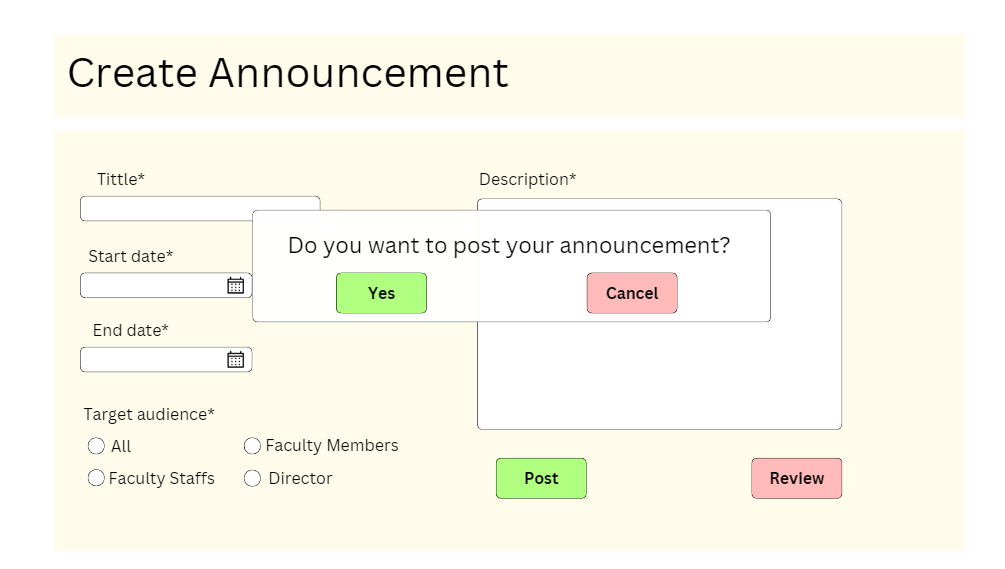 Create Announcement
Tittle*
Description*
Do you want to post your announcement?
Start date*
Yes
Cancel
End date*
Target audience*
All
Faculty Members
Faculty Staffs
Director
Post
Review